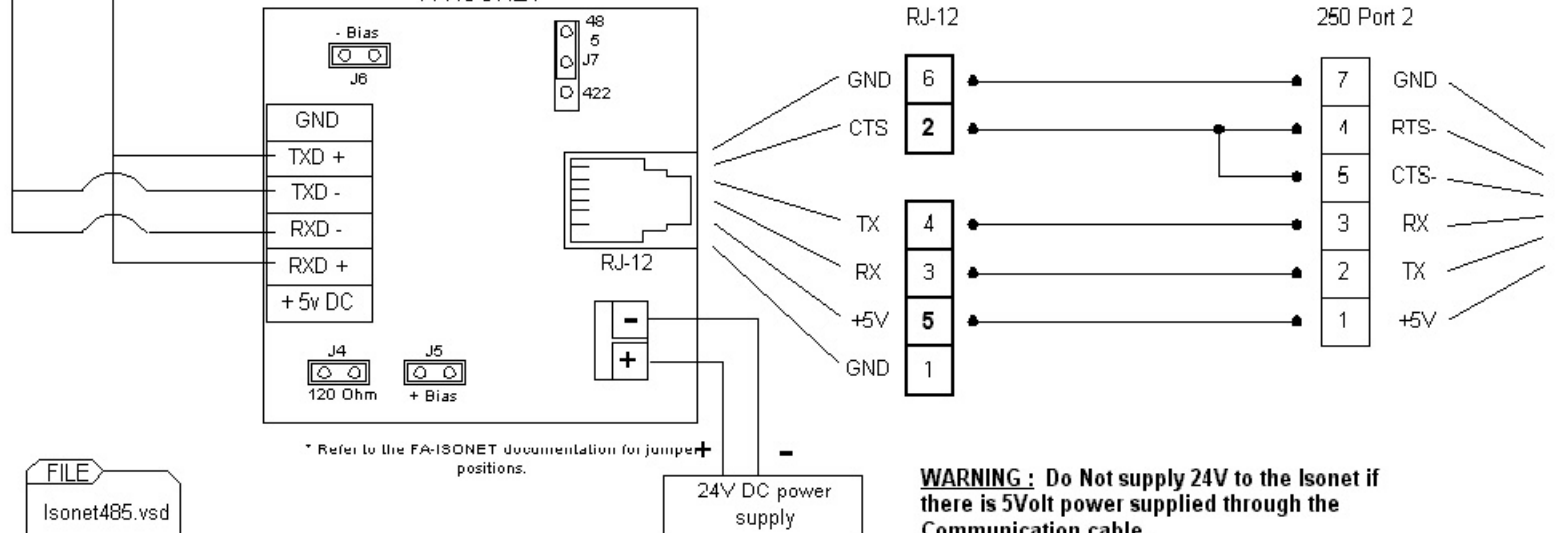 RJ-12
250 Port 2
- Bias
J6
48
5
J7
422
GND
TXD +
TXD -
RXD -
RXD +
+ 5v DC
RJ-12
-
+
J4
120 Ohm
J5
+ Bias
GND 6 7 GND
CTS 2 4 RTS-
5 CTS-
TX 4 3 RX
RX 3 2 TX
+5V 5 1 +5V
GND 1
* Refer to the FA-ISONET documentation for jumper
positions.
+ -
24V DC power
supply
FILE
Isonet485.vsd
WARNING : Do Not supply 24V to the Isonet if
there is 5Volt power supplied through the
Communication cable